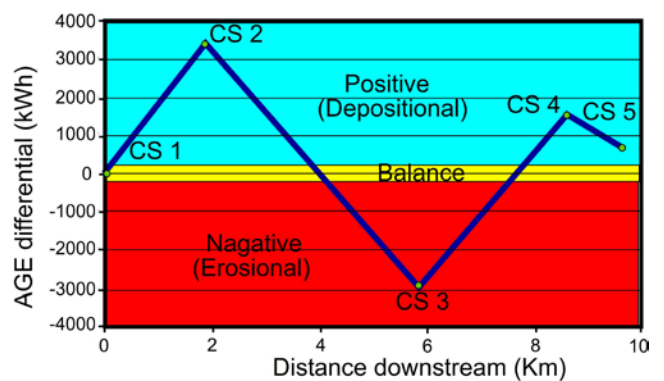 4000
3000
2000
1000
0
-1000
-2000
-3000
-4000
AGE differential (kWh)
CS 1
CS 2
CS 3
CS 4
CS 5
Positive
(Depositional)
Balance
Nagative
(Erosional)
0 2 4 6 8 10
Distance downstream (Km)